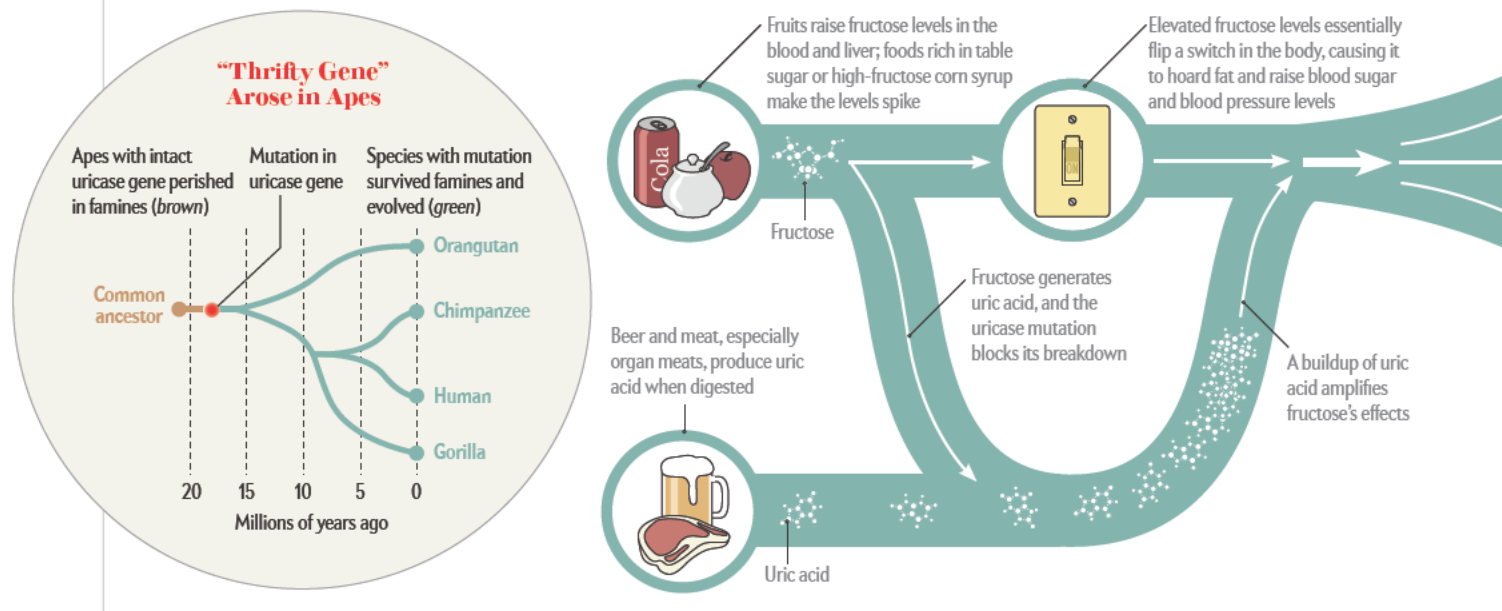 “Thrifty Gene”
Arose in Apes
Apes with intact
uricase gene perished
in famines (brown)
Mutation in
uricase gene
Species with mutation
survived famines and
evolved (green)
Common
ancestor
Orangutan
Chimpanzee
Human
Gorilla
20 15 10 5 0
Millions of years ago
Fruits raise fructose levels in the
blood and liver; foods rich in table
sugar or high-fructose corn syrup
make the levels spike
Cola
Fructose
Elevated fructose levels essentially
flip a switch in the body, causing it
to hoard fat and raise blood sugar
and blood pressure levels
ON
Fructose generates
uric acid, and the
uricase mutation
blocks its breakdown
Beer and meat, especially
organ meats, produce uric
acid when digested
Uric acid
A buildup of uric
acid amplifies
fructose’s effects